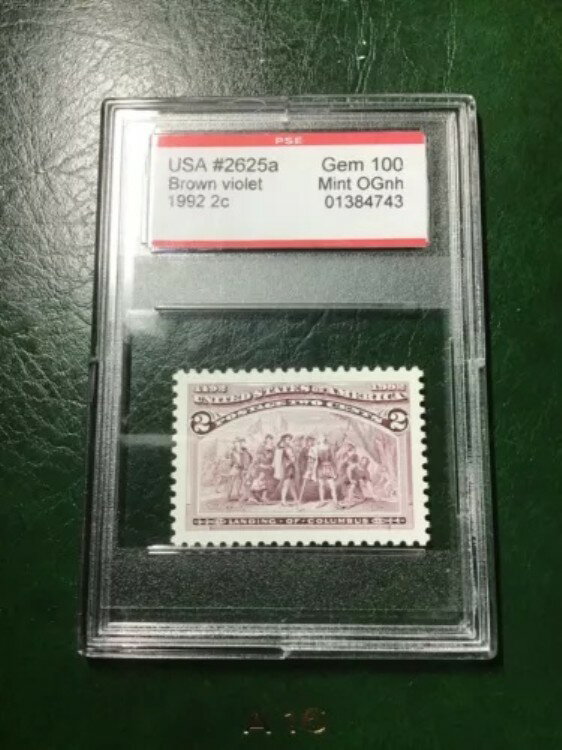 PSE
USA #2625a Gem 100
Brown violet Mint OGnh
1992 2c 01384743
1492 1992
UNITED STATES OF AMERICA
2 POSTAGE TWO CENTS 2
LANDING OF COLUMBUS
A 16